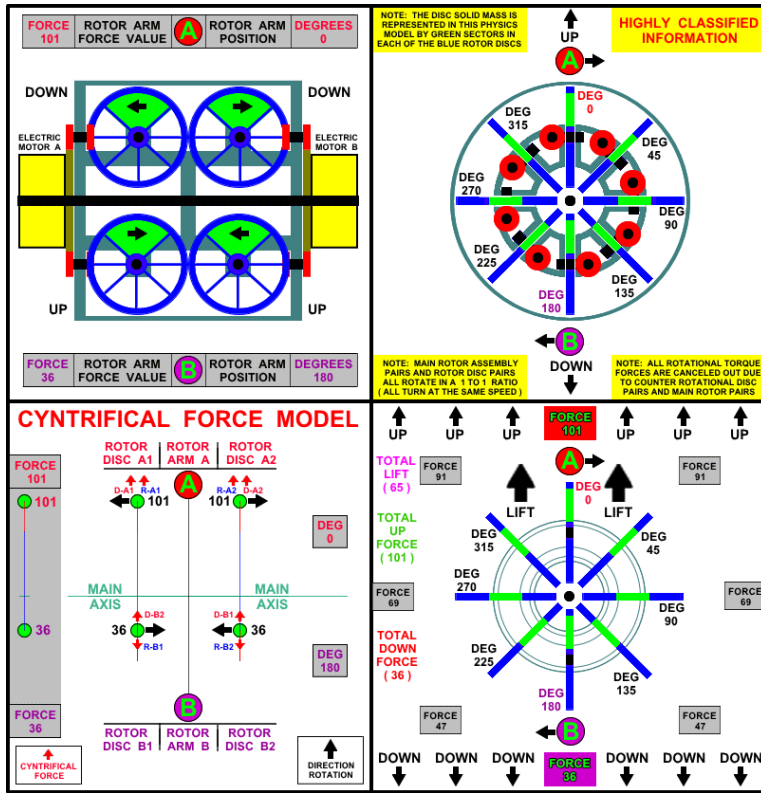 FORCE
101
ROTOR ARM
FORCE VALUE
A
ROTOR ARM
POSITION
DEGREES
0
DOWN
DOWN
ELECTRIC
MOTOR A
ELECTRIC
MOTOR B
UP
UP
FORCE
36
ROTOR ARM
FORCE VALUE
B
ROTOR ARM
POSITION
DEGREES
180
NOTE: THE DISC SOLID MASS IS
REPRESENTED IN THIS PHYSICS
MODEL BY GREEN SECTORS IN
EACH OF THE BLUE ROTOR DISCS
UP
HIGHLY CLASSIFIED
INFORMATION
A
DEG
0
DEG
315
DEG
45
DEG
270
DEG
90
DEG
225
DEG
135
DEG
180
B
DOWN
NOTE: MAIN ROTOR ASSEMBLY
PAIRS AND ROTOR DISC PAIRS
ALL ROTATE IN A 1 TO 1 RATIO
( ALL TURN AT THE SAME SPEED )
NOTE: ALL ROTATIONAL TORQUE
FORCES ARE CANCELED OUT DUE
TO COUNTER ROTATIONAL DISC
PAIRS AND MAIN ROTOR PAIRS
CYNTRIFICAL FORCE MODEL
ROTOR
DISC A1
ROTOR
ARM A
ROTOR
DISC A2
FORCE
101
D-A1
R-A1
A
R-A2
D-A2
101
101
101
DEG
0
MAIN
AXIS
MAIN
AXIS
D-B2
D-B1
36
36
36
R-B1
R-B2
DEG
180
B
FORCE
36
ROTOR
DISC B1
ROTOR
ARM B
ROTOR
DISC B2
CYNTRIFICAL
FORCE
DIRECTION
ROTATION
UP
UP
UP
FORCE
101
UP
UP
UP
TOTAL
LIFT
( 65 )
FORCE
91
A
FORCE
91
DEG
0
LIFT
LIFT
TOTAL
UP
FORCE
( 101 )
DEG
315
DEG
45
DEG
270
FORCE
69
FORCE
69
DEG
90
TOTAL
DOWN
FORCE
( 36 )
DEG
225
DEG
135
DEG
180
FORCE
47
B
FORCE
47
DOWN
DOWN
DOWN
FORCE
36
DOWN
DOWN
DOWN